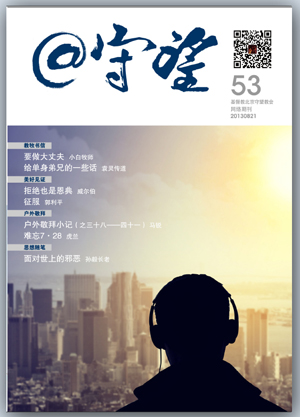 @守望
53
基督教北京守望教会
网络期刊
20130821
教牧书信
要做大丈夫 小白牧师
给单身弟兄的一些话 袁灵传道
美好见证
拒绝也是恩典 威尔伯
征服 郭利平
户外敬拜
户外敬拜小记（之三十八——四十一）
难忘7·28 虎兰
思想随笔
面对世上的邪恶 孙毅长老